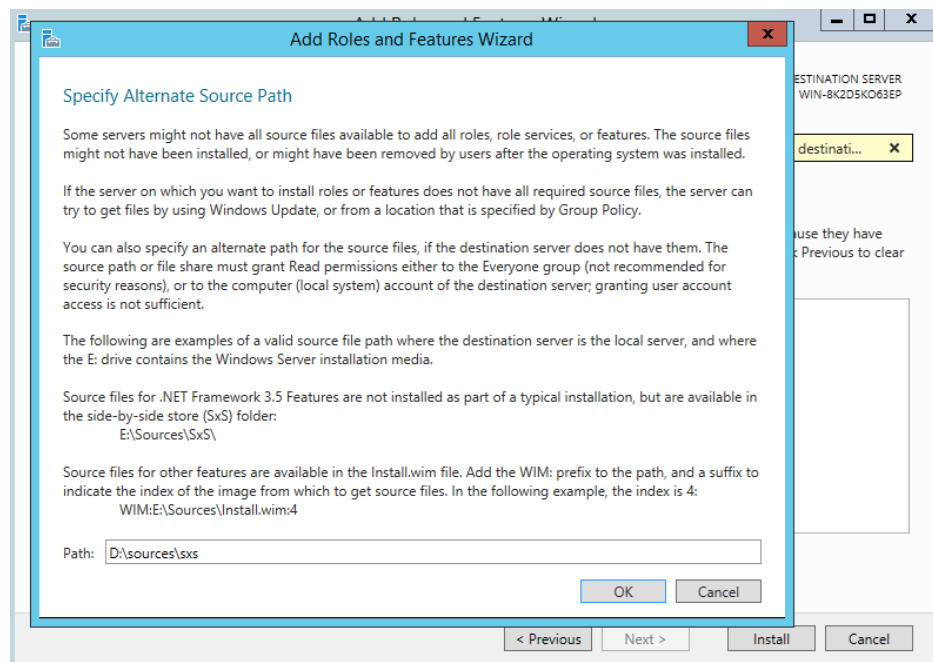 Add Roles and Features Wizard
x
X
Specify Alternate Source Path
ESTINATION SERVER
WIN-8K2D5KO63EP
Some servers might not have all source files available to add all roles, role services, or features. The source files
might not have been installed, or might have been removed by users after the operating system was installed.
destinati... ✕
If the server on which you want to install roles or features does not have all required source files, the server can
try to get files by using Windows Update, or from a location that is specified by Group Policy.
You can also specify an alternate path for the source files, if the destination server does not have them. The
source path or file share must grant Read permissions either to the Everyone group (not recommended for
security reasons), or to the computer (local system) account of the destination server; granting user account
access is not sufficient.
they have
Previous to clear
The following are examples of a valid source file path where the destination server is the local server, and where
the E: drive contains the Windows Server installation media.
Source files for .NET Framework 3.5 Features are not installed as part of a typical installation, but are available in
the side-by-side store (SxS) folder:
E:\Sources\SxS\
Source files for other features are available in the Install.wim file. Add the WIM: prefix to the path, and a suffix to
indicate the index of the image from which to get source files. In the following example, the index is 4:
WIM:E:\Sources\Install.wim:4
Path: D:\sources\sxs
OK Cancel
< Previous Next > Install Cancel